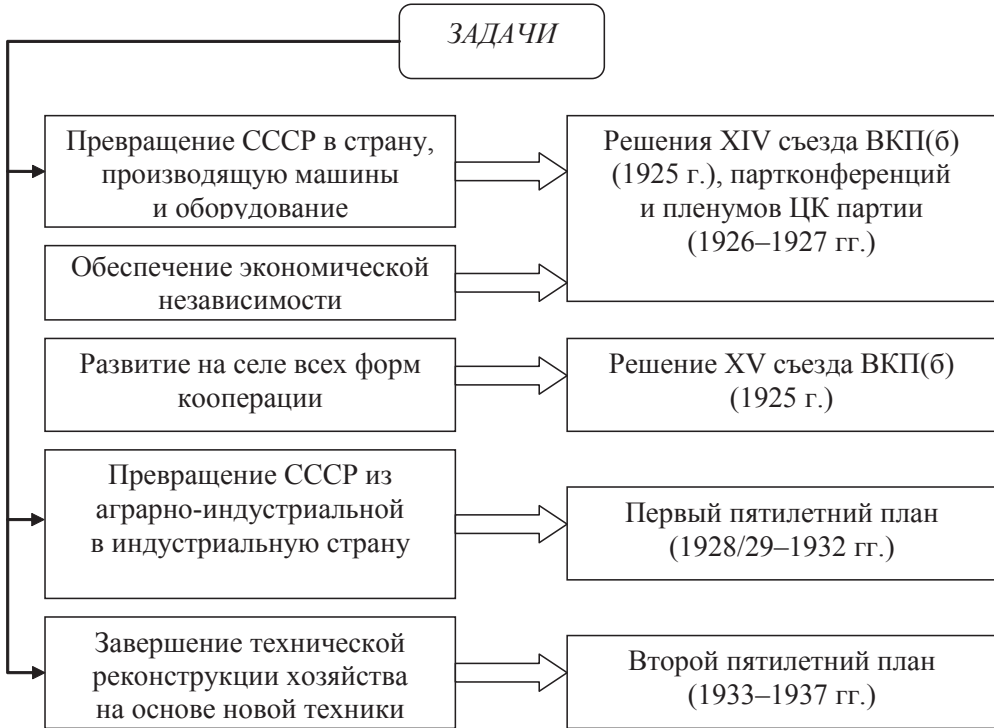 ЗАДАЧИ
Превращение СССР в страну,
производящую машины
и оборудование
Решения XIV съезда ВКП(б)
(1925 г.), партконференций
и пленумов ЦК партии
(1926–1927 гг.)
Обеспечение экономической
независимости
Развитие на селе всех форм
кооперации
Решение XV съезда ВКП(б)
(1925 г.)
Превращение СССР из
аграрно-индустриальной
в индустриальную страну
Первый пятилетний план
(1928/29–1932 гг.)
Завершение технической
реконструкции хозяйства
на основе новой техники
Второй пятилетний план
(1933–1937 гг.)